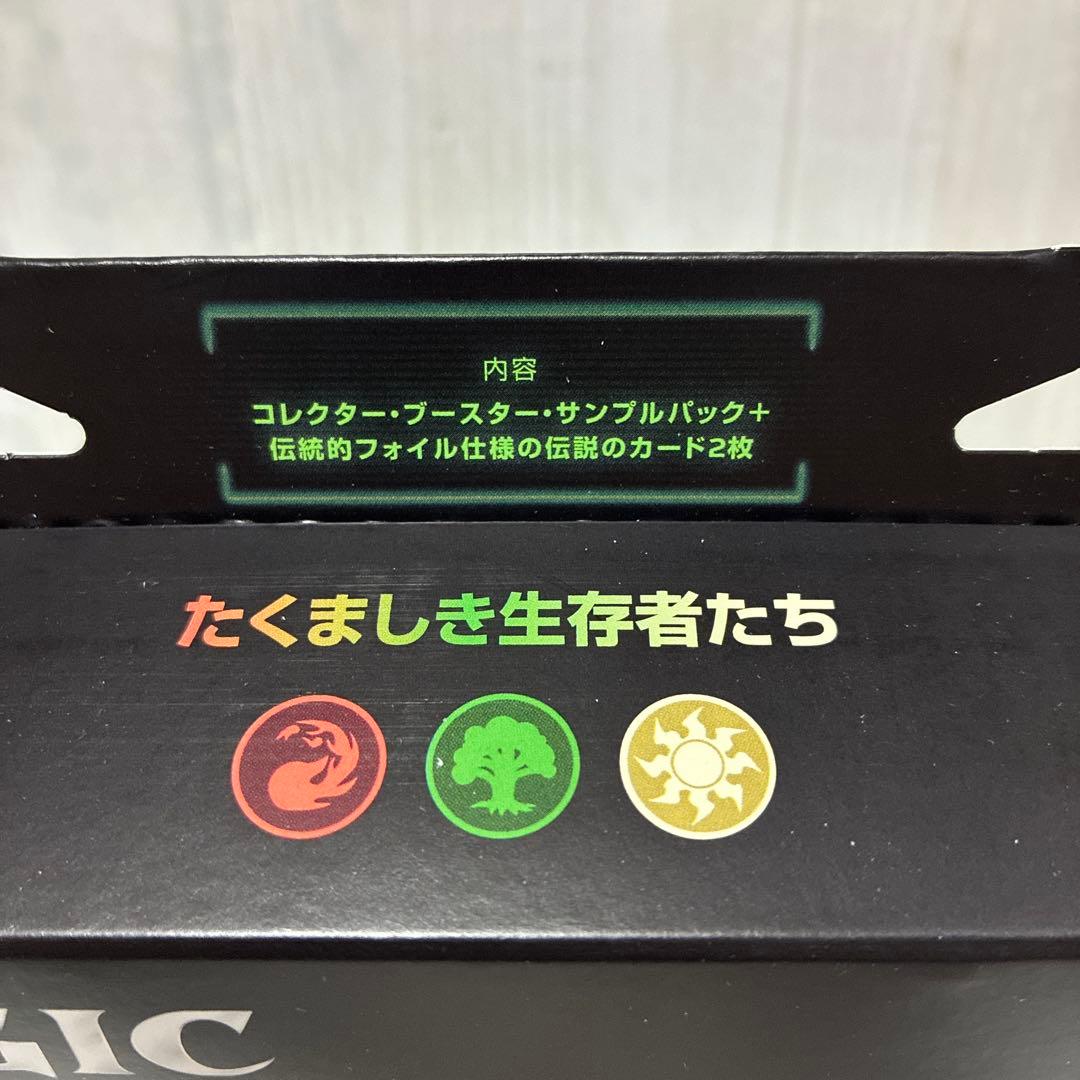 内容
コレクター・ブースター・サンプルパック＋
伝統的フォイル仕様の伝説のカード2枚
たくましき生存者たち
GIC